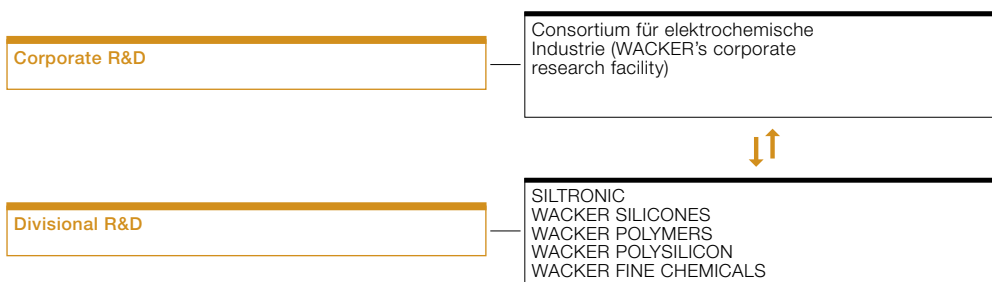 Corporate R&D
Consortium für elektrochemische
Industrie (WACKER's corporate
research facility)
Divisional R&D
SILTRONIC
WACKER SILICONES
WACKER POLYMERS
WACKER POLYSILICON
WACKER FINE CHEMICALS